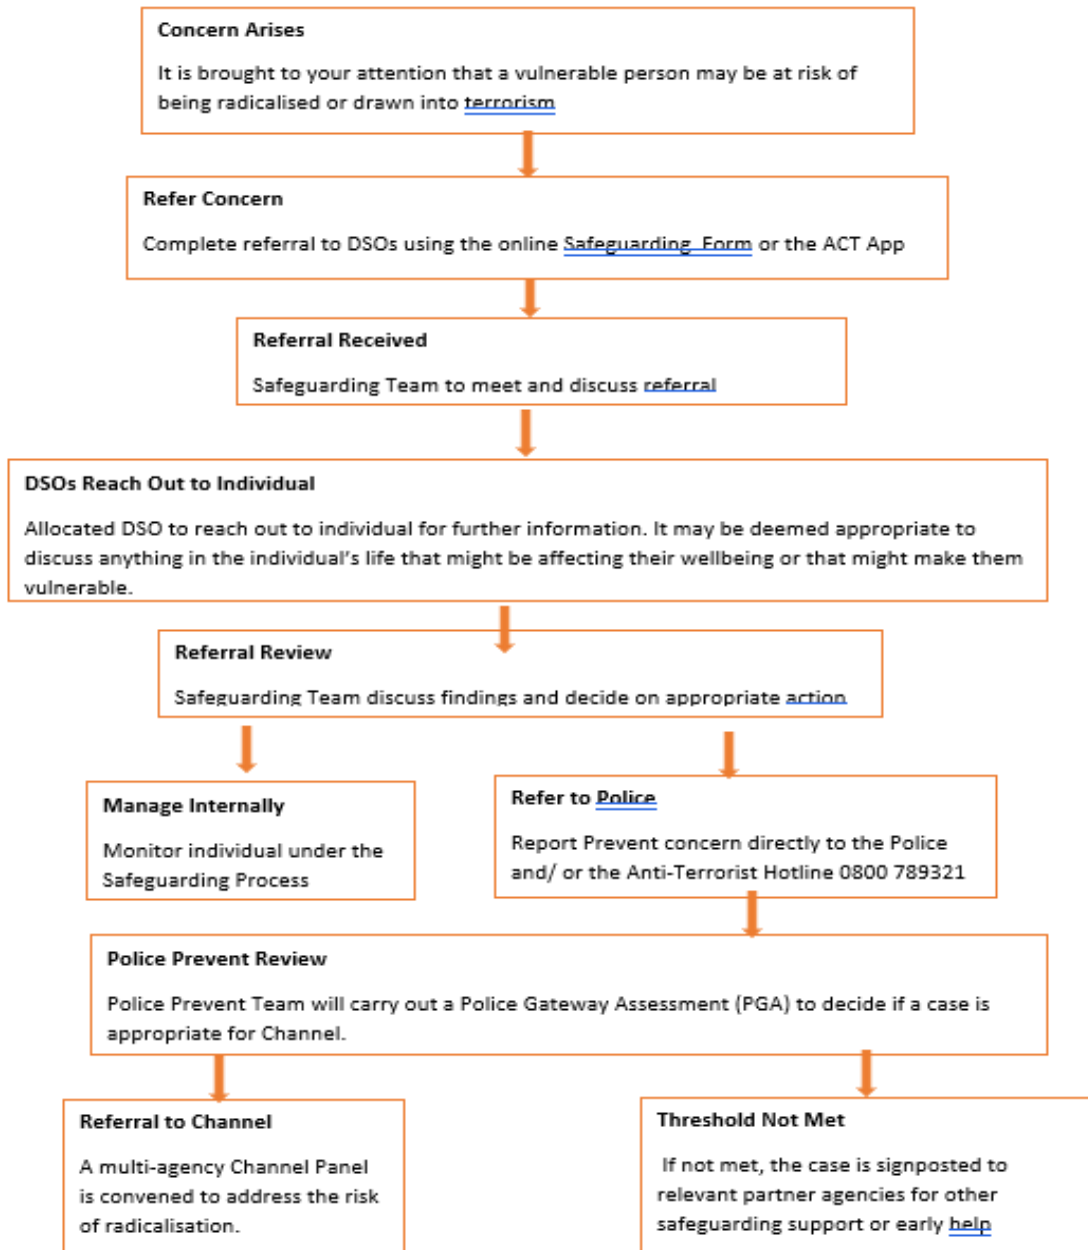 Concern Arises
It is brought to your attention that a vulnerable person may be at risk of
being radicalised or drawn into terrorism
Refer Concern
Complete referral to DSOs using the online Safeguarding Form or the ACT App
Referral Received
Safeguarding Team to meet and discuss referral
DSOs Reach Out to Individual
Allocated DSO to reach out to individual for further information. It may be deemed appropriate to
discuss anything in the individual's life that might be affecting their wellbeing or that might make them
vulnerable.
Referral Review
Safeguarding Team discuss findings and decide on appropriate action
Manage Internally
Monitor individual under the
Safeguarding Process
Refer to Police
Report Prevent concern directly to the Police
and/ or the Anti-Terrorist Hotline 0800 789321
Police Prevent Review
Police Prevent Team will carry out a Police Gateway Assessment (PGA) to decide if a case is
appropriate for Channel.
Referral to Channel
A multi-agency Channel Panel
is convened to address the risk
of radicalisation.
Threshold Not Met
If not met, the case is signposted to
relevant partner agencies for other
safeguarding support or early help